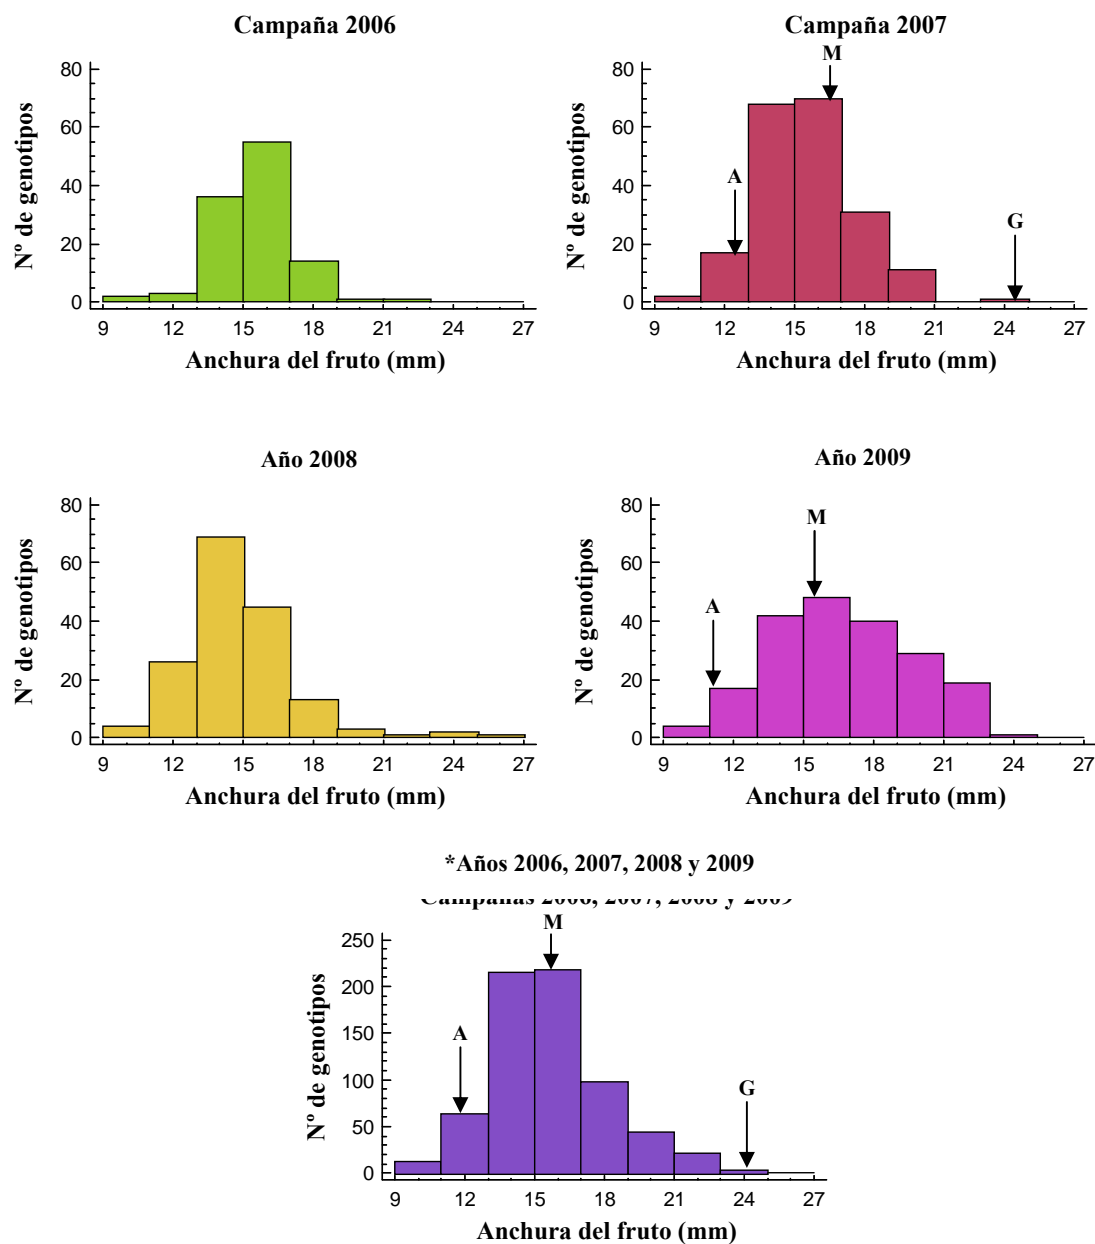 Campaña 2006
Nº de genotipos
80
60
40
20
0
9 12 15 18 21 24 27
Anchura del fruto (mm)
Campaña 2007
M
A
G
Nº de genotipos
80
60
40
20
0
9 12 15 18 21 24 27
Anchura del fruto (mm)
Año 2008
Nº de genotipos
80
60
40
20
0
9 12 15 18 21 24 27
Anchura del fruto (mm)
Año 2009
M
A
Nº de genotipos
80
60
40
20
0
9 12 15 18 21 24 27
Anchura del fruto (mm)
*Años 2006, 2007, 2008 y 2009
Campañas 2006, 2007, 2008 y 2009
M
A
G
Nº de genotipos
250
200
150
100
50
0
9 12 15 18 21 24 27
Anchura del fruto (mm)